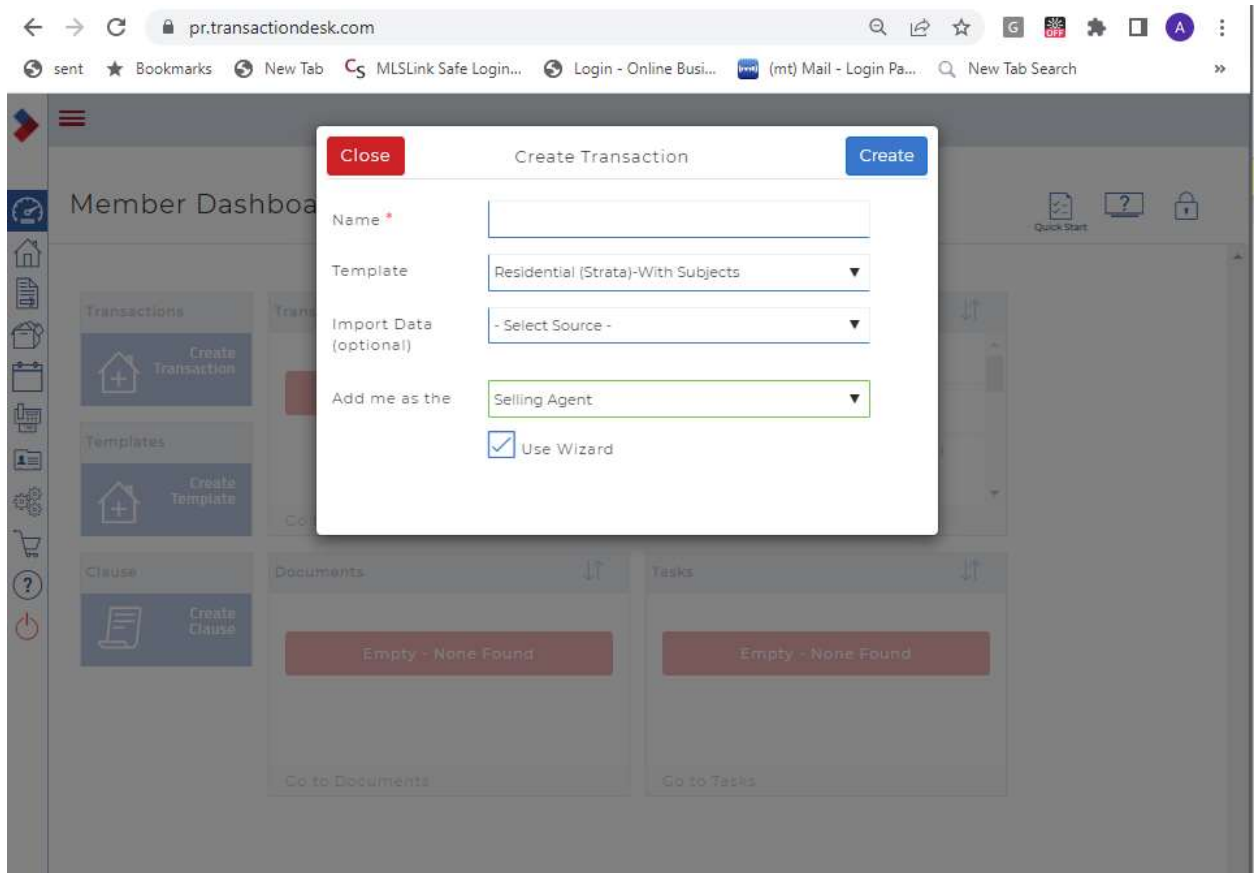 pr.transactiondesk.com
G
OFF
A
sent Bookmarks New Tab CS MLSLink Safe Login... Login - Online Busi... (mt) Mail - Login Pa... New Tab Search »
Close Create Transaction Create
Member Dashboa
Name *
?
Quick Start
Template Residential (Strata)-With Subjects
Import Data
(optional)
- Select Source -
Transactions
Create
Transaction
Add me as the Selling Agent
Use Wizard
Templates
Create
Template
Clause Documents Tasks
?
Create
Clause
Empty - None Found Empty - None Found
Go to Documents Go to Tasks